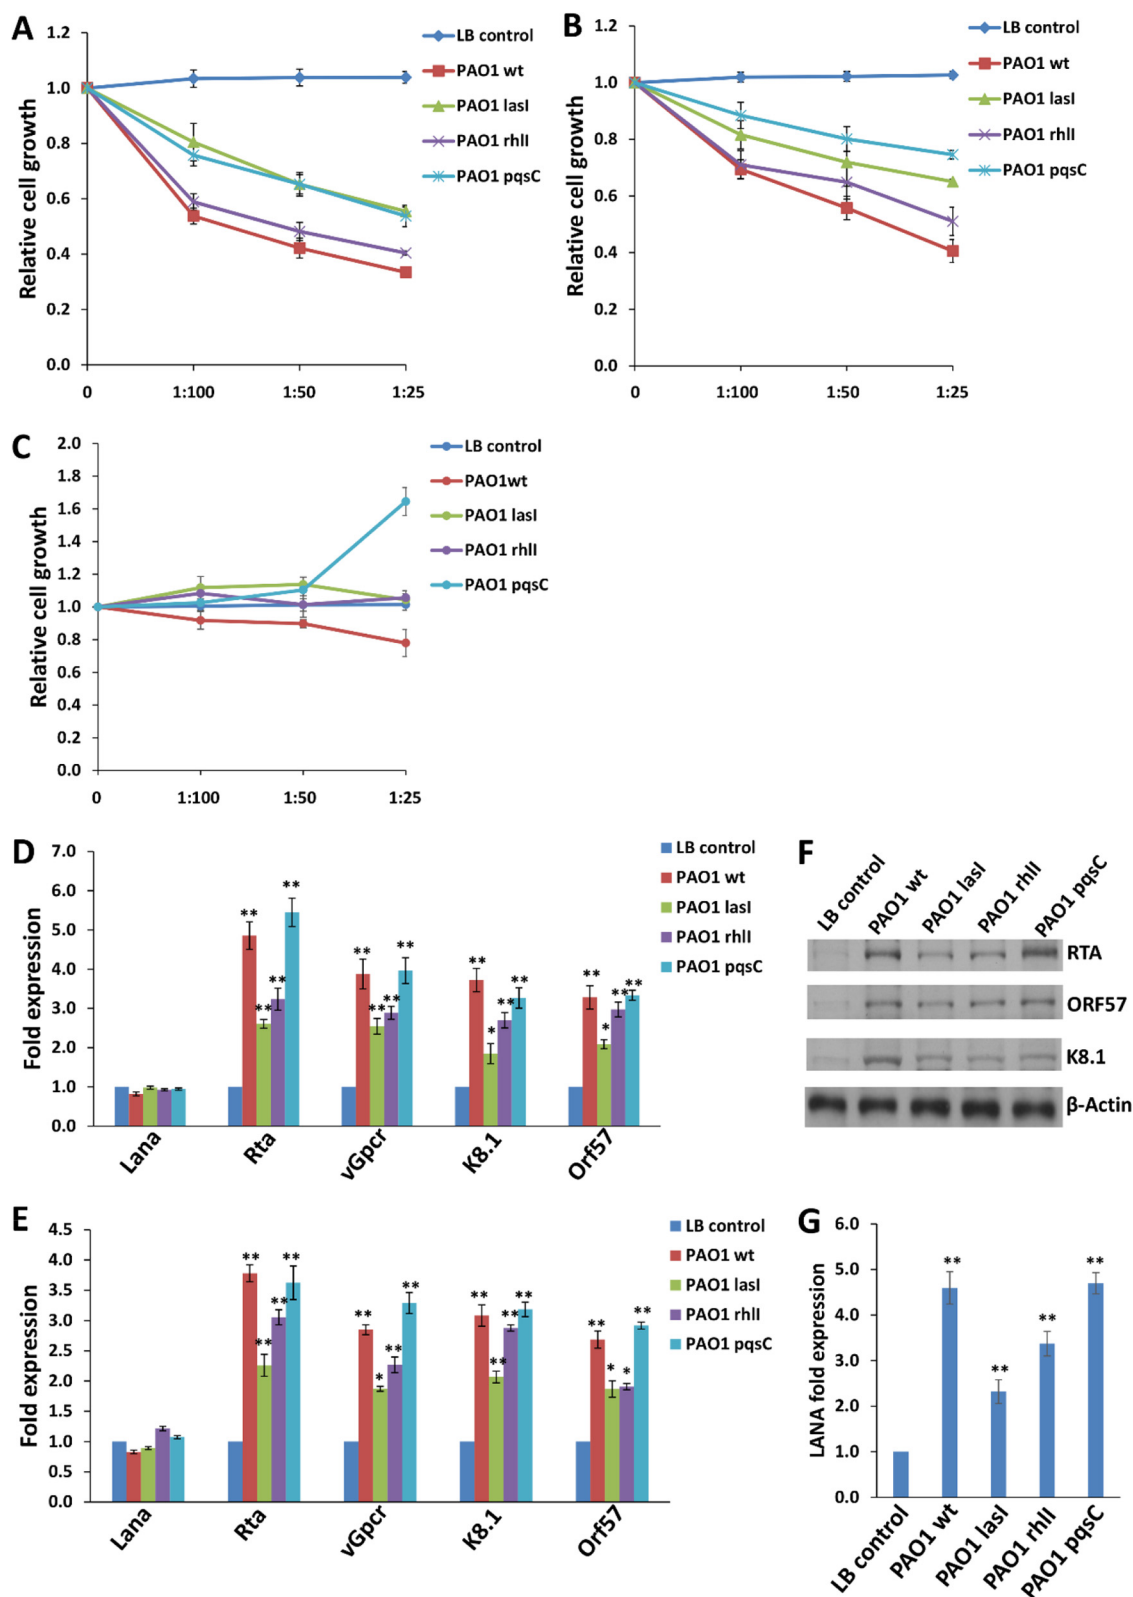 A
Relative cell growth
1.2
1.0
0.8
0.6
0.4
0.2
0.0
0 1:100 1:50 1:25
LB control
PAO1 wt
PAO1 lasI
PAO1 rhlI
PAO1 pqsC
B
Relative cell growth
1.2
1.0
0.8
0.6
0.4
0.2
0.0
0 1:100 1:50 1:25
LB control
PAO1 wt
PAO1 lasI
PAO1 rhlI
PAO1 pqsC
C
Relative cell growth
2.0
1.8
1.6
1.4
1.2
1.0
0.8
0.6
0.4
0.2
0.0
0 1:100 1:50 1:25
LB control
PAO1wt
PAO1 lasI
PAO1 rhlI
PAO1 pqsC
D
Fold expression
7.0
6.0
5.0
4.0
3.0
2.0
1.0
0.0
** ** ** **
** ** ** **
** * ** **
** * ** **
Lana Rta vGpcr K8.1 Orf57
LB control
PAO1 wt
PAO1 lasI
PAO1 rhlI
PAO1 pqsC
F
LB control PAO1 wt PAO1 lasI PAO1 rhlI PAO1 pqsC
RTA
ORF57
K8.1
β-Actin
E
Fold expression
4.5
4.0
3.5
3.0
2.5
2.0
1.5
1.0
0.5
0.0
** ** ** **
** * ** **
** ** ** **
** * * **
Lana Rta vGpcr K8.1 Orf57
LB control
PAO1 wt
PAO1 lasI
PAO1 rhlI
PAO1 pqsC
G
LANA fold expression
6.0
5.0
4.0
3.0
2.0
1.0
0.0
** ** ** **
LB control PAO1 wt PAO1 lasI PAO1 rhlI PAO1 pqsC